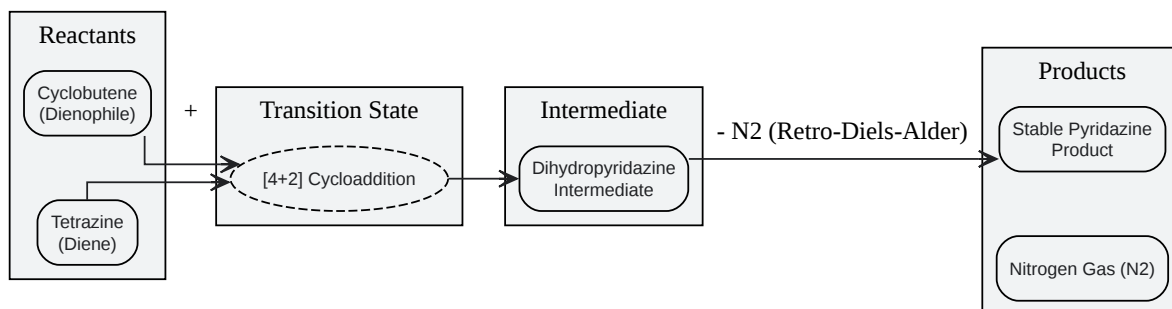 Reactants
Cyclobutene
(Dienophile)
Tetrazine
(Diene)
+
Transition State
[4+2] Cycloaddition
Intermediate
Dihydropyridazine
Intermediate
- N2 (Retro-Diels-Alder)
Products
Stable Pyridazine
Product
Nitrogen Gas (N2)